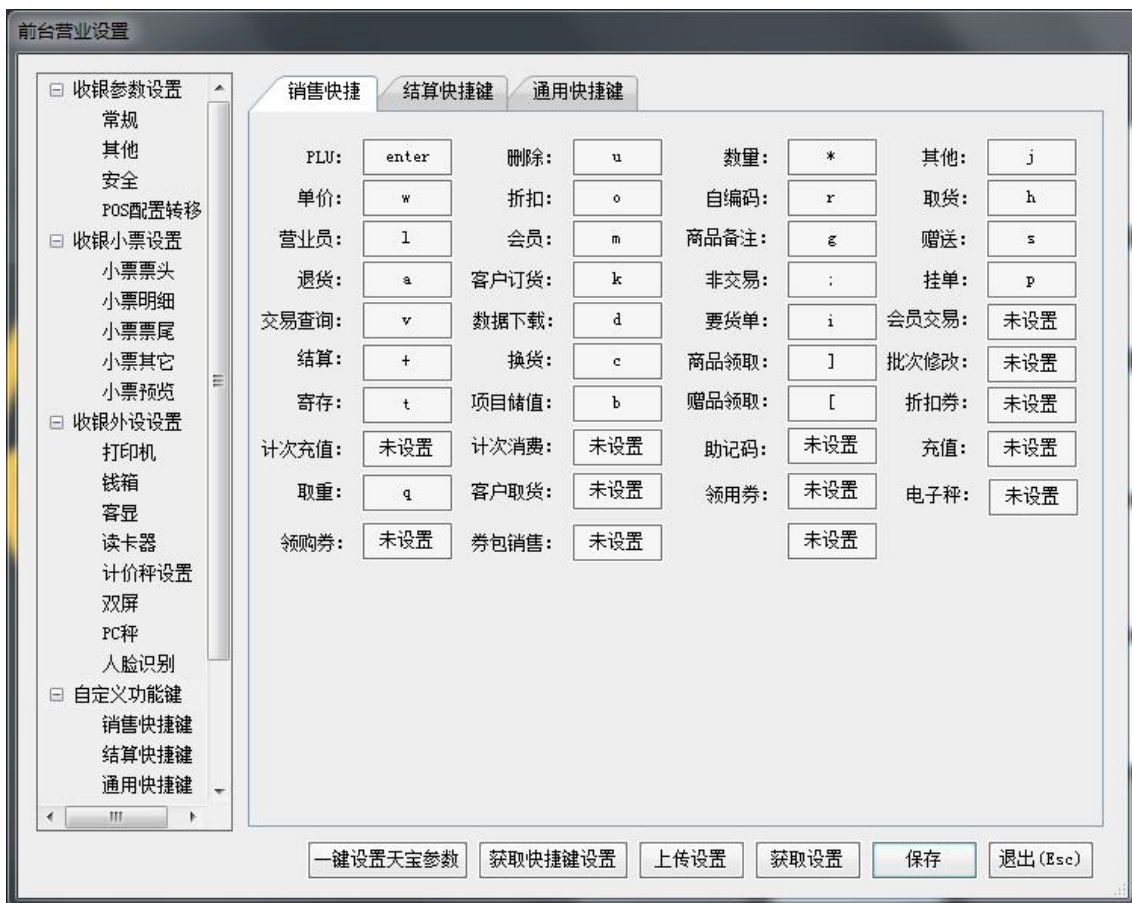 前台营业设置
收银参数设置
常规
其他
安全
POS配置转移
收银小票设置
小票票头
小票明细
小票票尾
小票其它
小票预览
收银外设设置
打印机
钱箱
客显
读卡器
计价秤设置
双屏
PC秤
人脸识别
自定义功能键
销售快捷键
结算快捷键
通用快捷键
销售快捷 结算快捷键 通用快捷键
PLU: enter 删除: u 数量: * 其他: j
单价: w 折扣: o 自编码: r 取货: h
营业员: l 会员: m 商品备注: g 赠送: s
退货: a 客户订货: k 非交易: ; 挂单: p
交易查询: v 数据下载: d 要货单: i 会员交易: 未设置
结算: + 换货: c 商品领取: ] 批次修改: 未设置
寄存: t 项目储值: b 赠品领取: [ 折扣券: 未设置
计次充值: 未设置 计次消费: 未设置 助记码: 未设置 充值: 未设置
取重: q 客户取货: 未设置 领用券: 未设置 电子秤: 未设置
领购券: 未设置 券包销售: 未设置 未设置
一键设置天宝参数 获取快捷键设置 上传设置 获取设置 保存 退出(Esc)